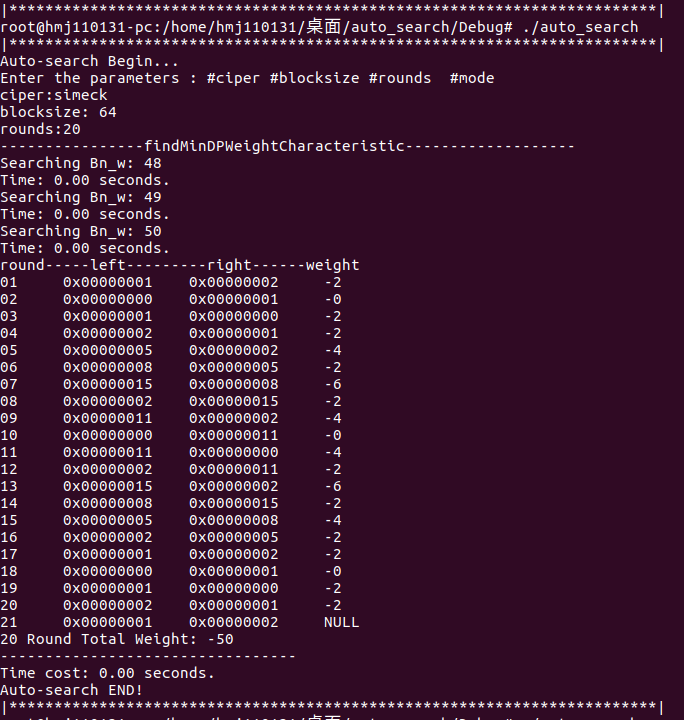 |************************************************************************|
root@hmj110131-pc:/home/hmj110131/桌面/auto_search/Debug# ./auto_search
|************************************************************************|
Auto-search Begin...
Enter the parameters : #ciper #blocksize #rounds  #mode
ciper:simeck
blocksize: 64
rounds:20
----------------findMinDPWeightCharacteristic-------------------
Searching Bn_w: 48
Time: 0.00 seconds.
Searching Bn_w: 49
Time: 0.00 seconds.
Searching Bn_w: 50
Time: 0.00 seconds.
round-----left---------right------weight
01     0x00000001    0x00000002     -2
02     0x00000000    0x00000001     -0
03     0x00000001    0x00000000     -2
04     0x00000002    0x00000001     -2
05     0x00000005    0x00000002     -4
06     0x00000008    0x00000005     -2
07     0x00000015    0x00000008     -6
08     0x00000002    0x00000015     -2
09     0x00000011    0x00000002     -4
10     0x00000000    0x00000011     -0
11     0x00000011    0x00000000     -4
12     0x00000002    0x00000011     -2
13     0x00000015    0x00000002     -6
14     0x00000008    0x00000015     -2
15     0x00000005    0x00000008     -4
16     0x00000002    0x00000005     -2
17     0x00000001    0x00000002     -2
18     0x00000000    0x00000001     -0
19     0x00000001    0x00000000     -2
20     0x00000002    0x00000001     -2
21     0x00000001    0x00000002     NULL
20 Round Total Weight: -50
---------------------------------
Time cost: 0.00 seconds.
Auto-search END!
|************************************************************************|